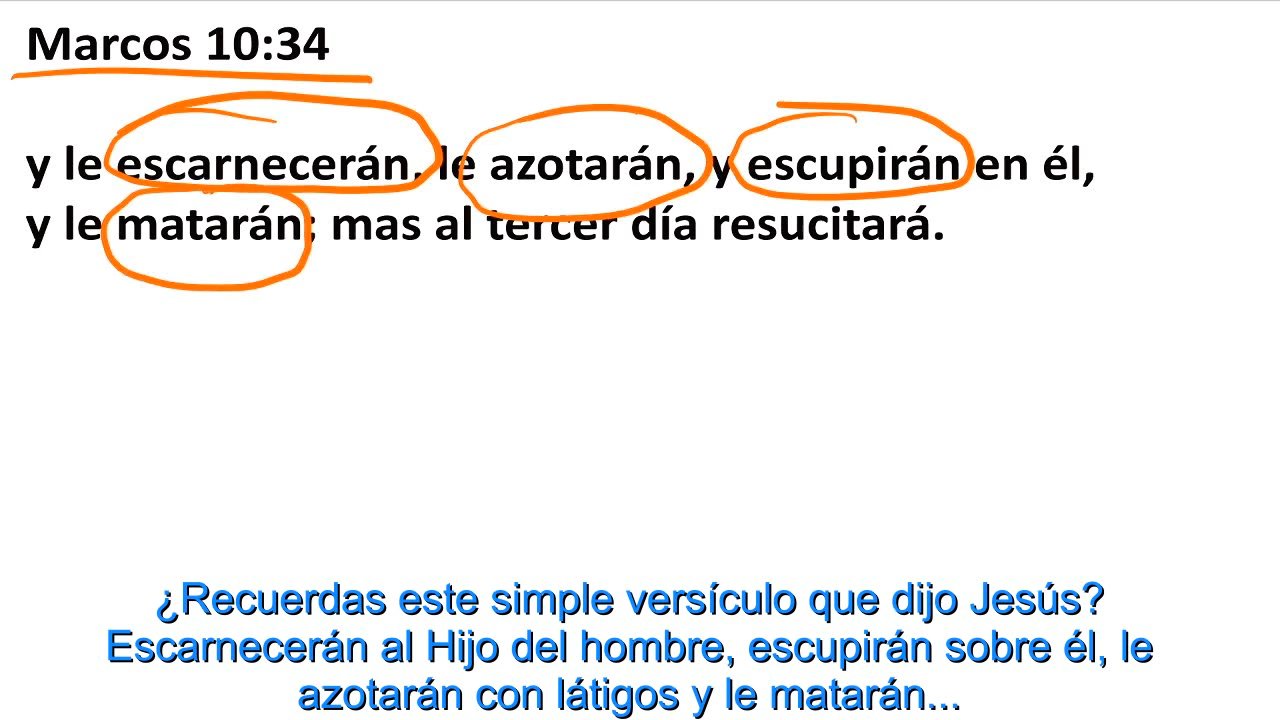 Marcos 10:34
y le escarnecerán, le azotarán, y escupirán en él,
y le matarán; mas al tercer día resucitará.
¿Recuerdas este simple versículo que dijo Jesús?
Escarnecerán al Hijo del hombre, escupirán sobre él, le
azotarán con látigos y le matarán...